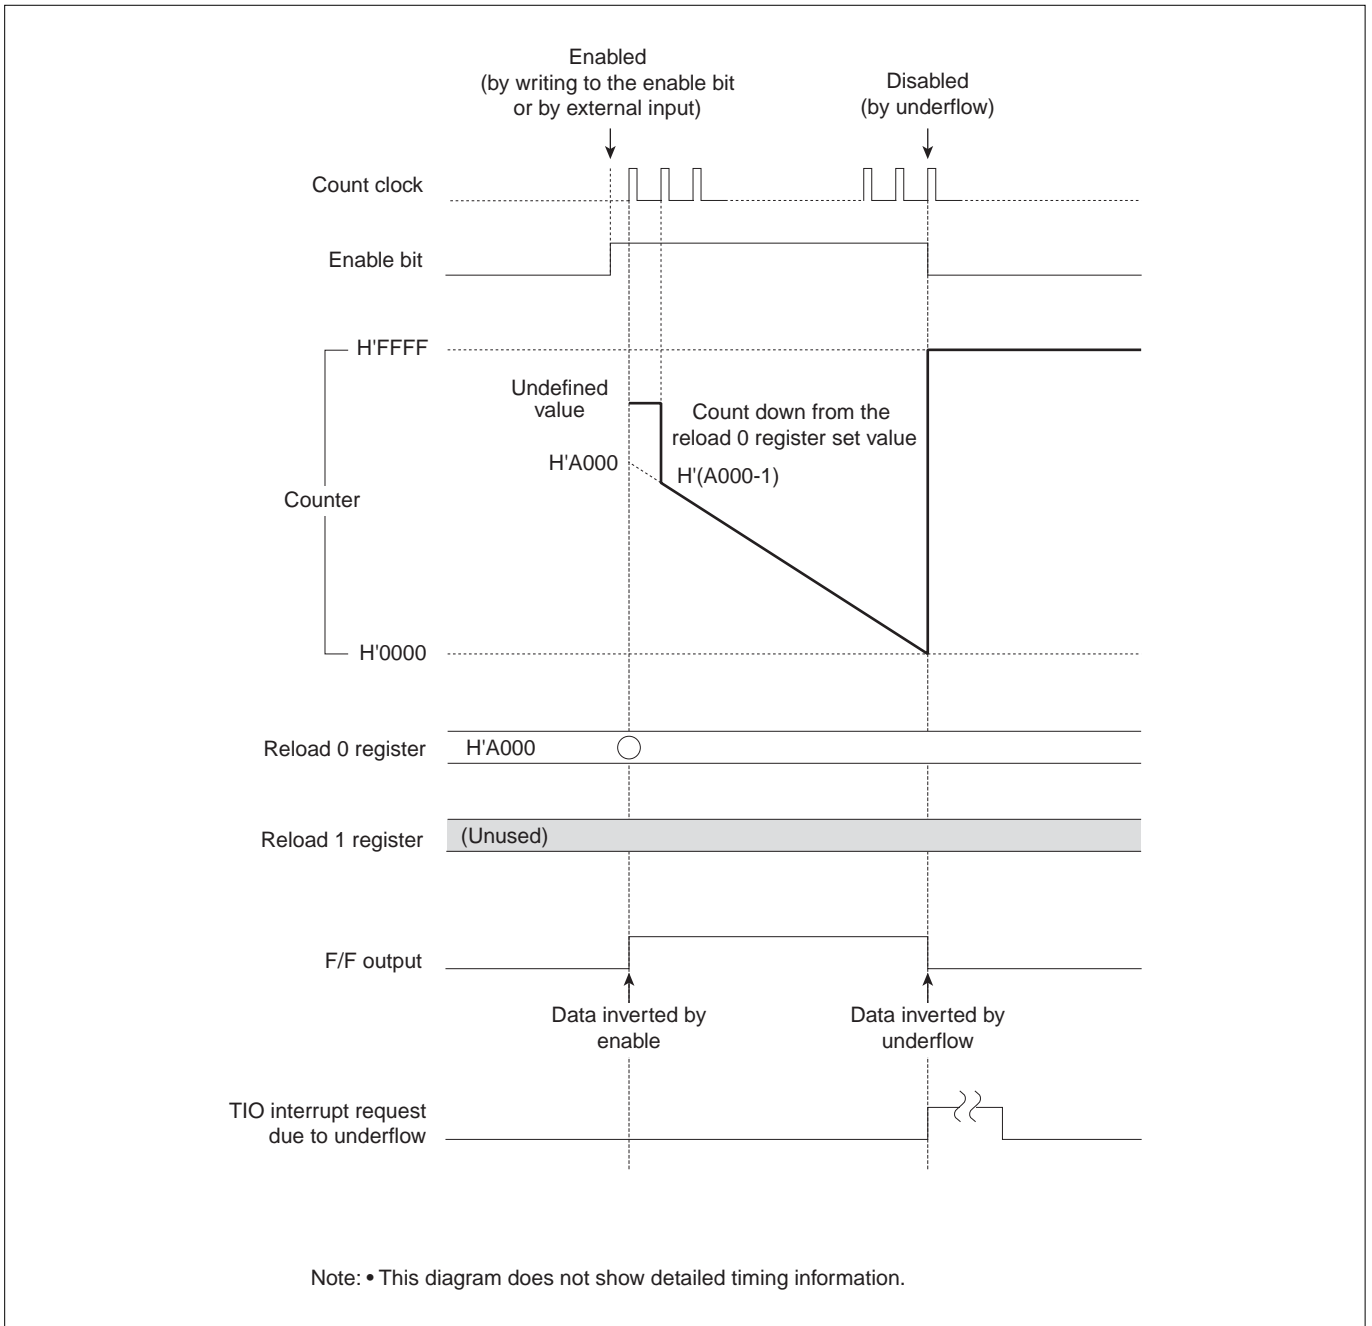 Enabled
(by writing to the enable bit
or by external input)
Disabled
(by underflow)
Count clock
Enable bit
H'FFFF
Undefined
value
Count down from the
reload 0 register set value
H'A000
H'(A000-1)
Counter
H'0000
Reload 0 register
H'A000
Reload 1 register
(Unused)
F/F output
Data inverted by
enable
Data inverted by
underflow
TIO interrupt request
due to underflow
Note: • This diagram does not show detailed timing information.